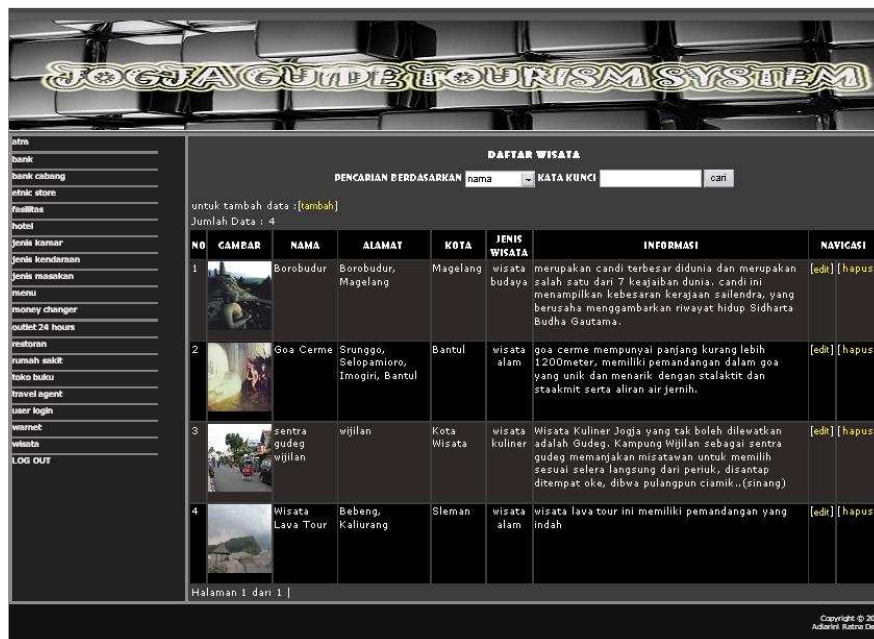 JOGJA GUIDE TOURISM SYSTEM
atm
bank
bank cabang
etnic store
fasilitas
hotel
jenis kamar
jenis kendaraan
jenis masakan
menu
money changer
outlet 24 hours
restoran
rumah sakit
toko buku
travel agent
user login
warnet
wisata
LOG OUT
DAFTAR WISATA
PENCARIAN BERDASARKAN nama KATA KUNCI cari
untuk tambah data :[tambah]
Jumlah Data : 4
NO GAMBAR NAMA ALAMAT KOTA JENIS WISATA INFORMASI NAVIGASI
1 Borobudur Borobudur, Magelang Magelang wisata budaya
merupakan candi terbesar didunia dan merupakan
salah satu dari 7 keajaiban dunia. candi ini
menampilkan kebesaran kerajaan sailendra, yang
berusaha menggambarkan riwayat hidup Sidharta
Budha Gautama.
[edit] [hapus
2 Goa Cerme Srunggo, Selopamioro, Imogiri, Bantul Bantul wisata alam
goa cerme mempunyai panjang kurang lebih
1200meter, memiliki pemandangan dalam goa
yang unik dan menarik dengan stalaktit dan
staakmit serta aliran air jernih.
[edit] [hapus
3 sentra gudeg wijilan wijilan Kota Wisata wisata kuliner
Wisata Kuliner Jogja yang tak boleh dilewatkan
adalah Gudeg. Kampung Wijilan sebagai sentra
gudeg memanjakan misatawan untuk memilih
sesuai selera langsung dari periuk, disantap
ditempat oke, dibwa pulangpun ciamik..(sinang)
[edit] [hapus
4 Wisata Lava Tour Bebeng, Kaliurang Sleman wisata alam
wisata lava tour ini memiliki pemandangan yang
indah
[edit] [hapus
Halaman 1 dari 1 |
Copyright © 20
Adiarini Ratna De